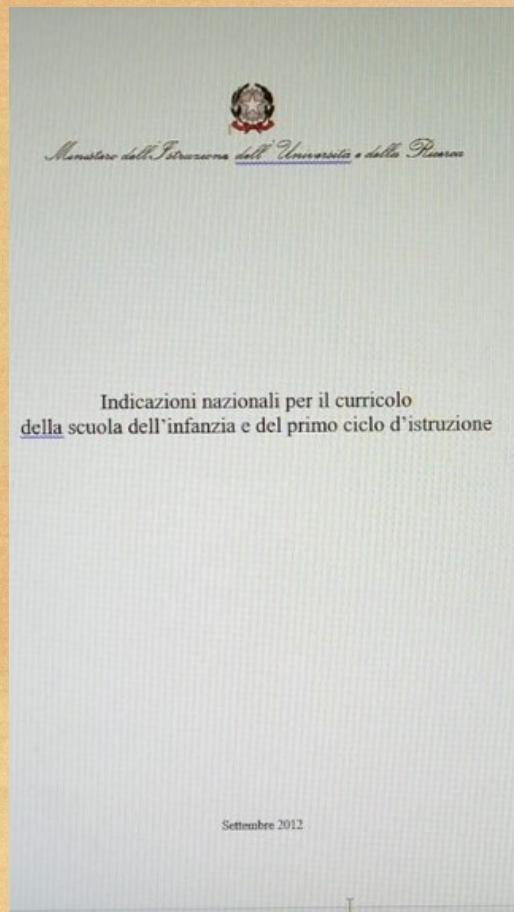 Ministero dell'Istruzione dell'Università e della Ricerca
Indicazioni nazionali per il curricolo
della scuola dell'infanzia e del primo ciclo d'istruzione
Settembre 2012